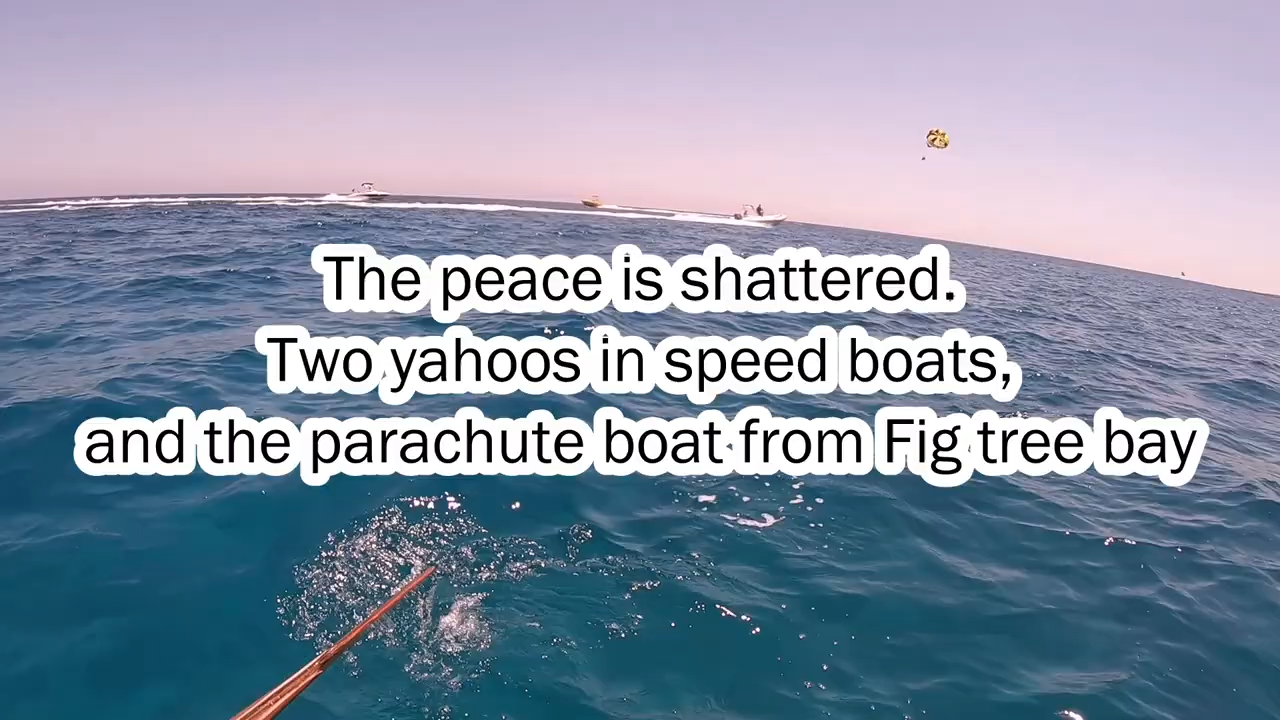 The peace is shattered.
Two yahoos in speed boats,
and the parachute boat from Fig tree bay